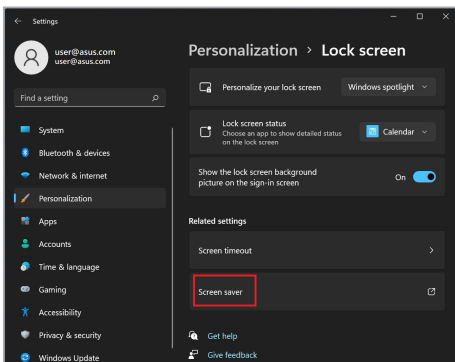 Settings
user@asus.com
user@asus.com
Find a setting
System
Bluetooth & devices
Network & internet
Personalization
Apps
Accounts
Time & language
Gaming
Accessibility
Privacy & security
Windows Update
Personalization > Lock screen
Personalize your lock screen
Windows spotlight
Lock screen status
Choose an app to show detailed status
on the lock screen
Calendar
Show the lock screen background
picture on the sign-in screen
On
Related settings
Screen timeout
Screen saver
Get help
Give feedback